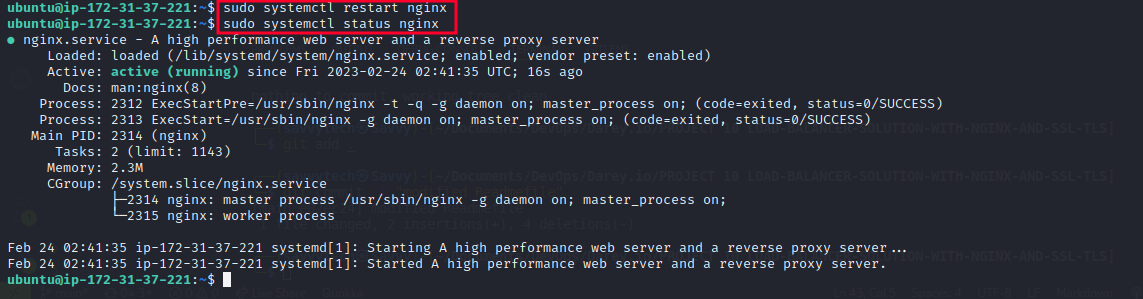 ubuntu@ip-172-31-37-221:~$ sudo systemctl restart nginx
ubuntu@ip-172-31-37-221:~$ sudo systemctl status nginx
● nginx.service - A high performance web server and a reverse proxy server
Loaded: loaded (/lib/systemd/system/nginx.service; enabled; vendor preset: enabled)
Active: active (running) since Fri 2023-02-24 02:41:35 UTC; 16s ago
Docs: man:nginx(8)
Process: 2312 ExecStartPre=/usr/sbin/nginx -t -q -g daemon on; master_process on; (code=exited, status=0/SUCCESS)
Process: 2313 ExecStart=/usr/sbin/nginx -g daemon on; master_process on; (code=exited, status=0/SUCCESS)
Main PID: 2314 (nginx)
Tasks: 2 (limit: 1143)
Memory: 2.3M
CGroup: /system.slice/nginx.service
├─2314 nginx: master process /usr/sbin/nginx -g daemon on; master_process on;
└─2315 nginx: worker process
Feb 24 02:41:35 ip-172-31-37-221 systemd[1]: Starting A high performance web server and a reverse proxy server...
Feb 24 02:41:35 ip-172-31-37-221 systemd[1]: Started A high performance web server and a reverse proxy server.
ubuntu@ip-172-31-37-221:~$